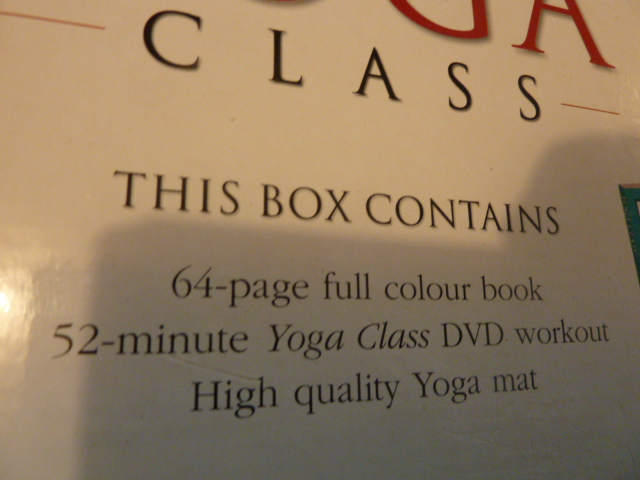 YOGA
CLASS
THIS BOX CONTAINS
64-page full colour book
52-minute Yoga Class DVD workout
High quality Yoga mat